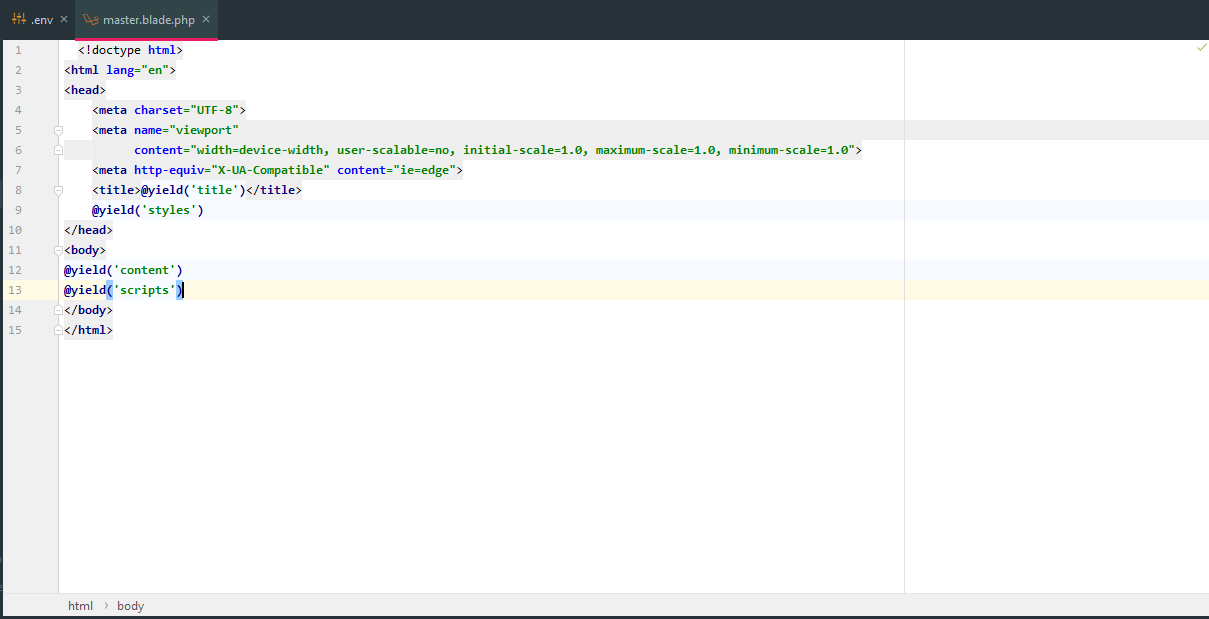 .env × master.blade.php ×
1 <!doctype html>
2 <html lang="en">
3 <head>
4 <meta charset="UTF-8">
5 <meta name="viewport"
6 content="width=device-width, user-scalable=no, initial-scale=1.0, maximum-scale=1.0, minimum-scale=1.0">
7 <meta http-equiv="X-UA-Compatible" content="ie=edge">
8 <title>@yield('title')</title>
9 @yield('styles')
10 </head>
11 <body>
12 @yield('content')
13 @yield('scripts')
14 </body>
15 </html>
html › body